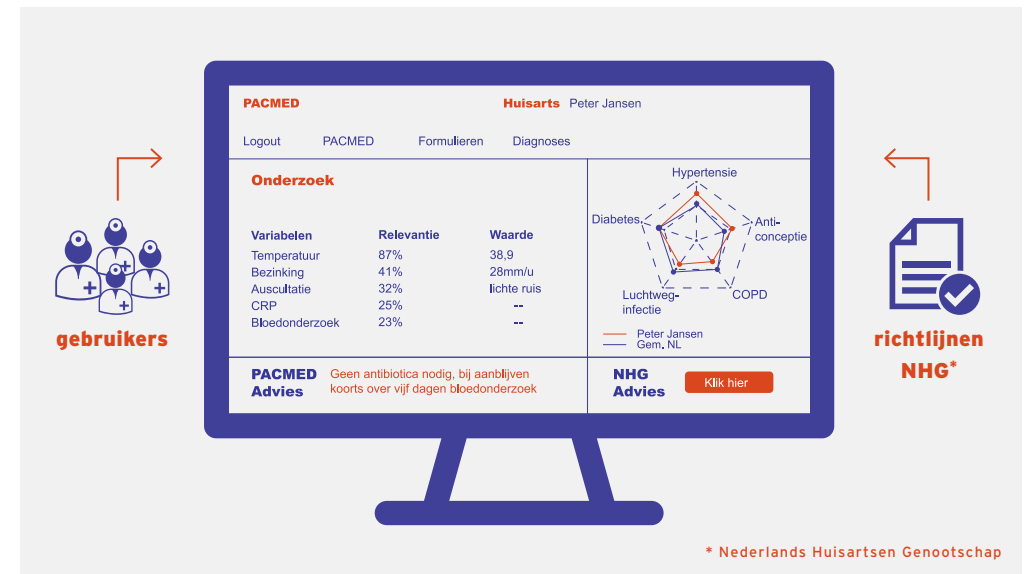 PACMED
Huisarts Peter Jansen
Logout PACMED Formulieren Diagnoses
Onderzoek
Variabelen Relevantie Waarde
Temperatuur 87% 38,9
Bezinking 41% 28mm/u
Auscultatie 32% lichte ruis
CRP 25% --
Bloedonderzoek 23% --
Hypertensie
Diabetes
Anti-
conceptie
Luchtweg-
infectie
COPD
Peter Jansen
Gem. NL
PACMED
Advies
Geen antibiotica nodig, bij aanblijven
koorts over vijf dagen bloedonderzoek
NHG
Advies
Klik hier
gebruikers
richtlijnen
NHG*
* Nederlands Huisartsen Genootschap